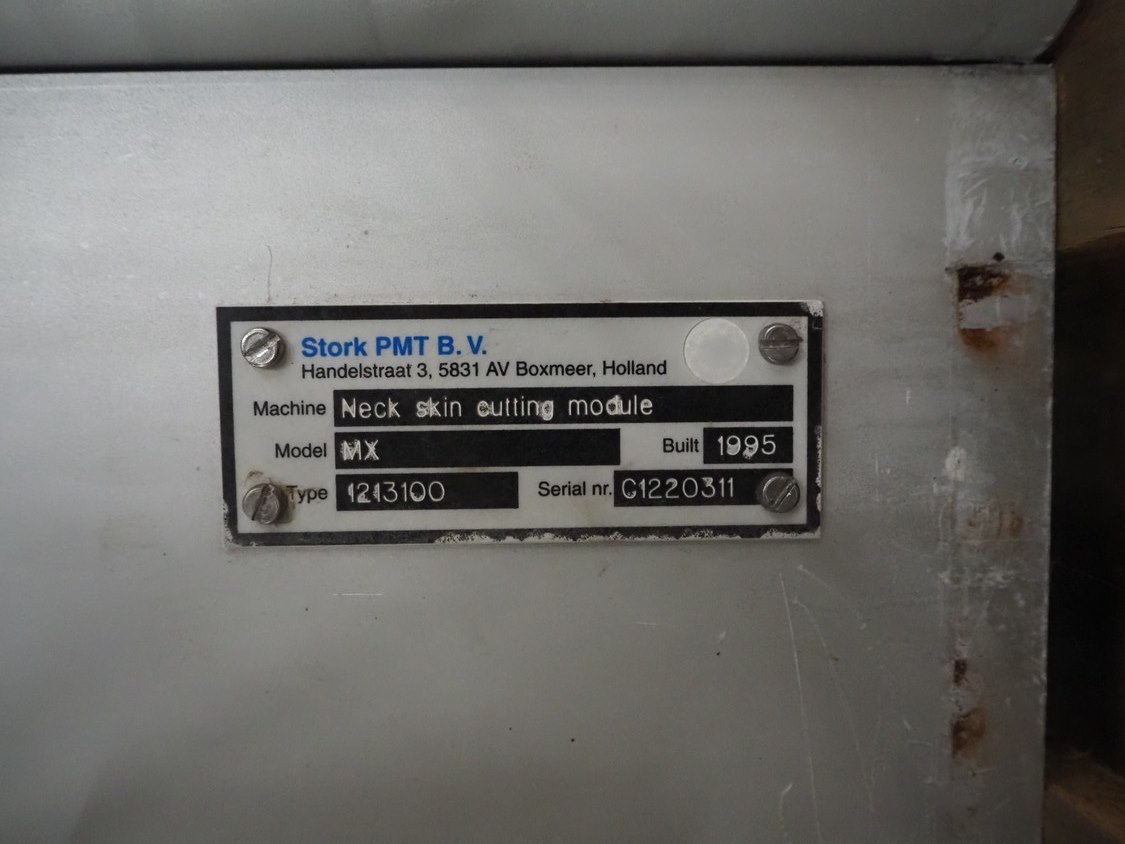 Stork PMT B.V.
Handelstraat 3, 5831 AV Boxmeer, Holland
Machine Neck skin cutting module
Model MX Built 1995
Type 1213100 Serial nr. C1220311